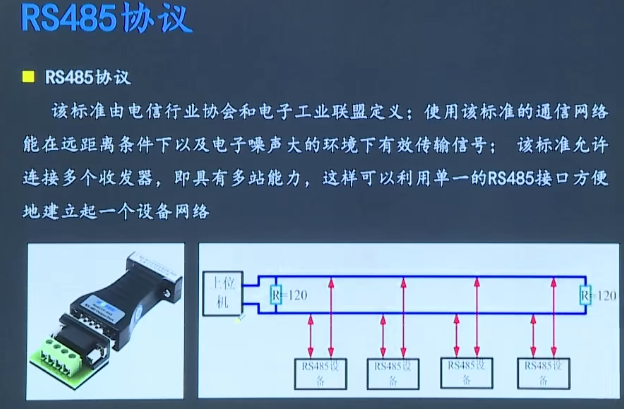 RS485协议
RS485协议
该标准由电信行业协会和电子工业联盟定义；使用该标准的通信网络
能在远距离条件下以及电子噪声大的环境下有效传输信号； 该标准允许
连接多个收发器，即具有多站能力，这样可以利用单一的RS485接口方便
地建立起一个设备网络
上位
机
R=120
R=120
RS485设
备
RS485设
备
RS485设
备
RS485设
备